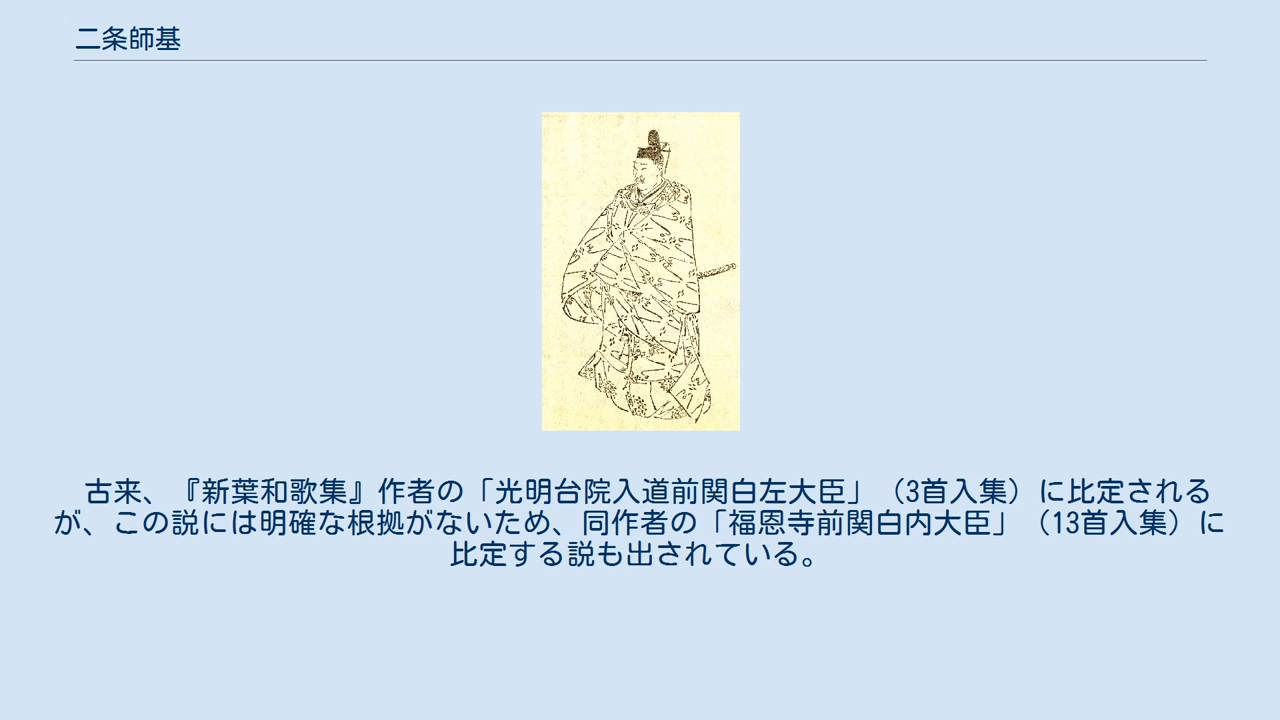 二条師基
古来、『新葉和歌集』作者の「光明台院入道前関白左大臣」（3首入集）に比定される
が、この説には明確な根拠がないため、同作者の「福恩寺前関白内大臣」（13首入集）に
比定する説も出されている。